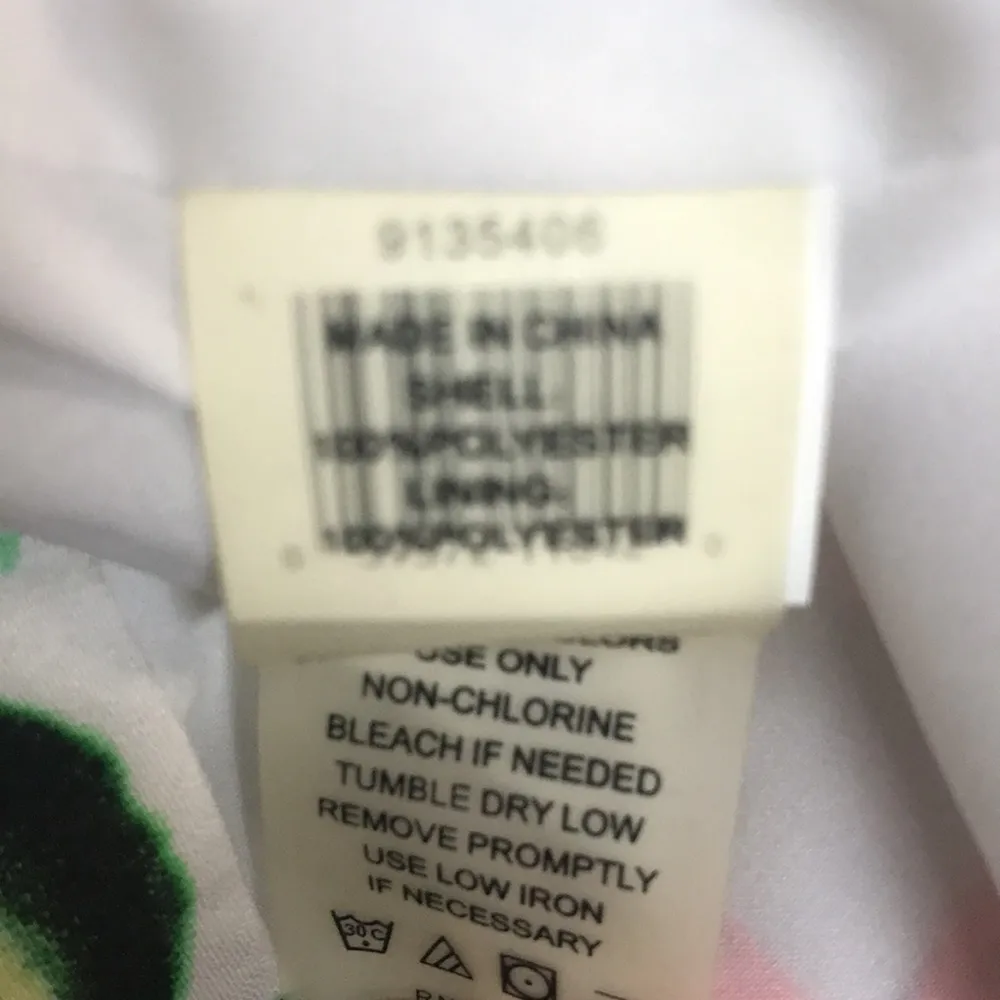 9135406
MADE IN CHINA
SHELL:
100%POLYESTER
LINING:
100%POLYESTER
USE ONLY
NON-CHLORINE
BLEACH IF NEEDED
TUMBLE DRY LOW
REMOVE PROMPTLY
USE LOW IRON
IF NECESSARY
30 C